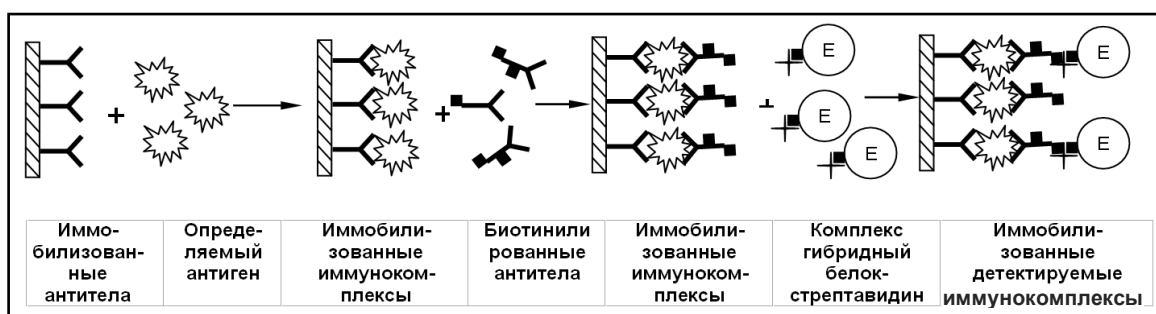 +
+
+
E
E
E
E
E
Иммо-
билизован-
ные
антитела
Опреде-
ляемый
антиген
Иммобили-
зованные
иммуноком-
плексы
Биотинили
рованные
антитела
Иммобили-
зованные
иммуноком-
плексы
Комплекс
гибридный
белок-
стрептавидин
Иммобили-
зованные
детектируемые
иммунокомплексы